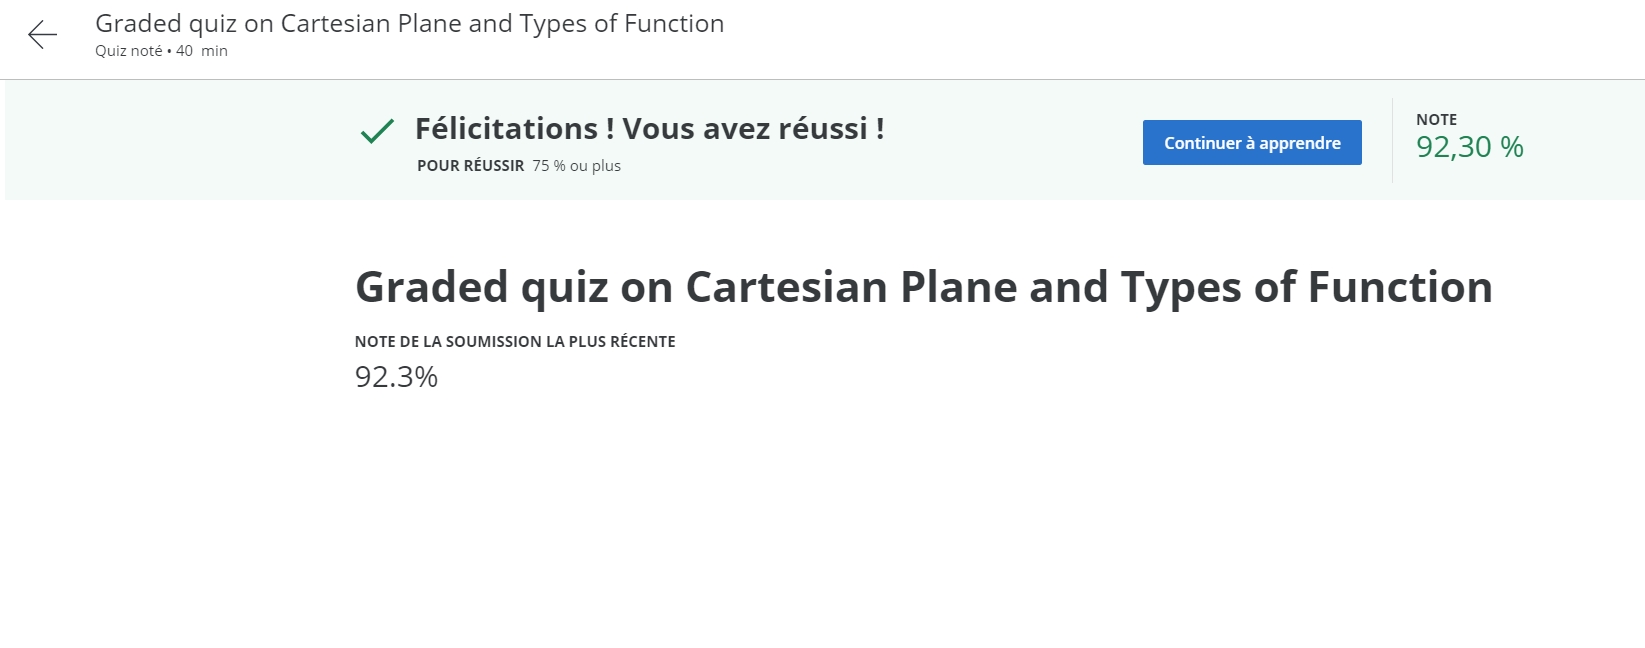 Graded quiz on Cartesian Plane and Types of Function
Quiz noté • 40 min
Félicitations ! Vous avez réussi !
POUR RÉUSSIR 75 % ou plus
Continuer à apprendre
NOTE
92,30 %
Graded quiz on Cartesian Plane and Types of Function
NOTE DE LA SOUMISSION LA PLUS RÉCENTE
92.3%